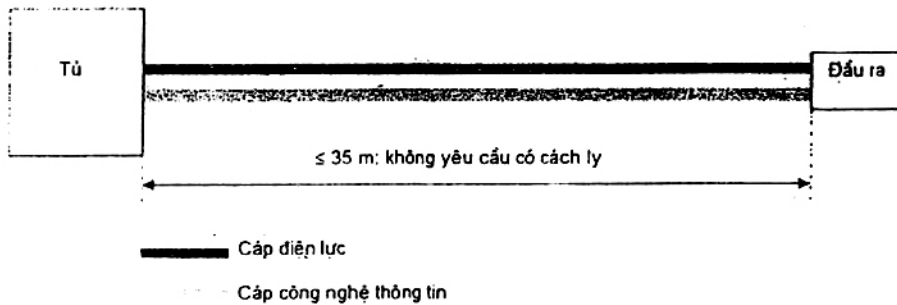 Tủ
Đầu ra
≤ 35 m: không yêu cầu có cách ly
Cáp điện lực
Cáp công nghệ thông tin